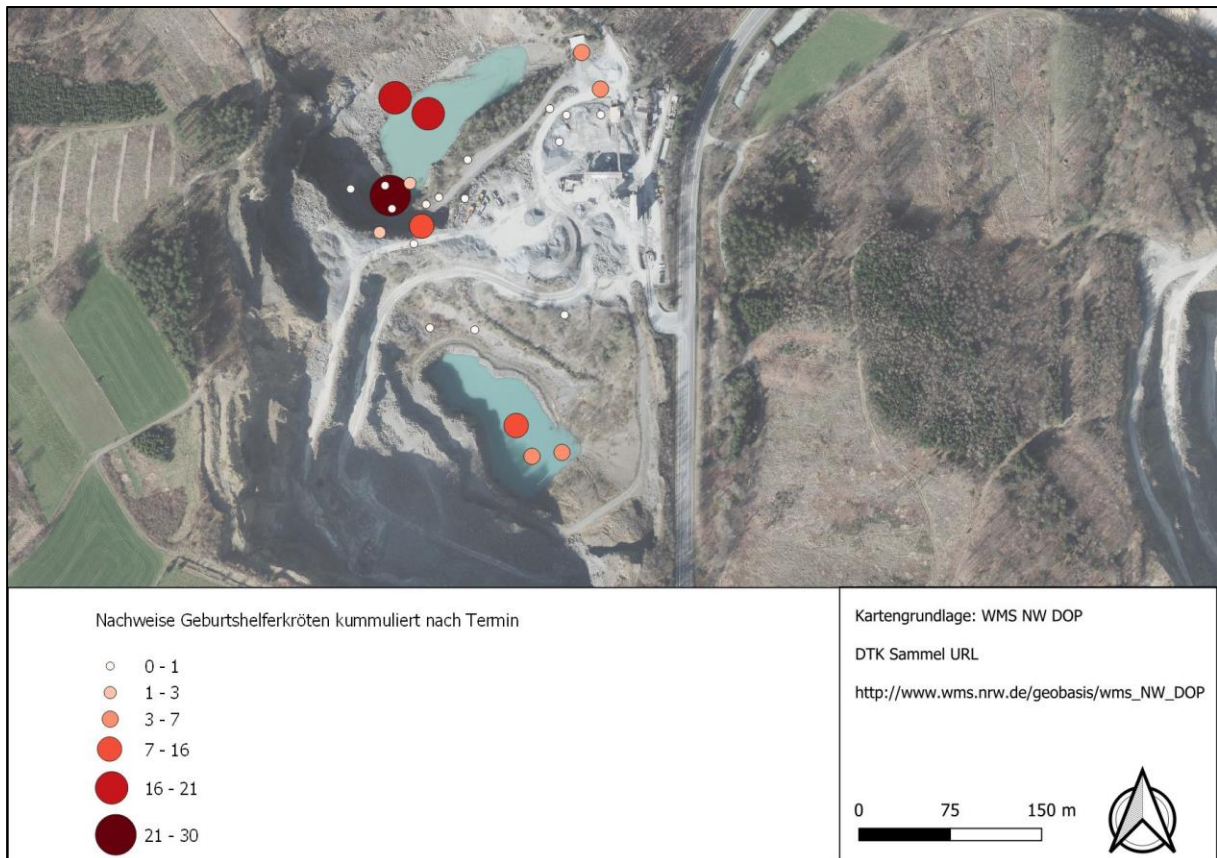 Nachweise Geburtshelferkröten kummuliert nach Termin
0 - 1
1 - 3
3 - 7
7 - 16
16 - 21
21 - 30
Kartengrundlage: WMS NW DOP
DTK Sammel URL
http://www.wms.nrw.de/geobasis/wms_NW_DOP
0 75 150 m